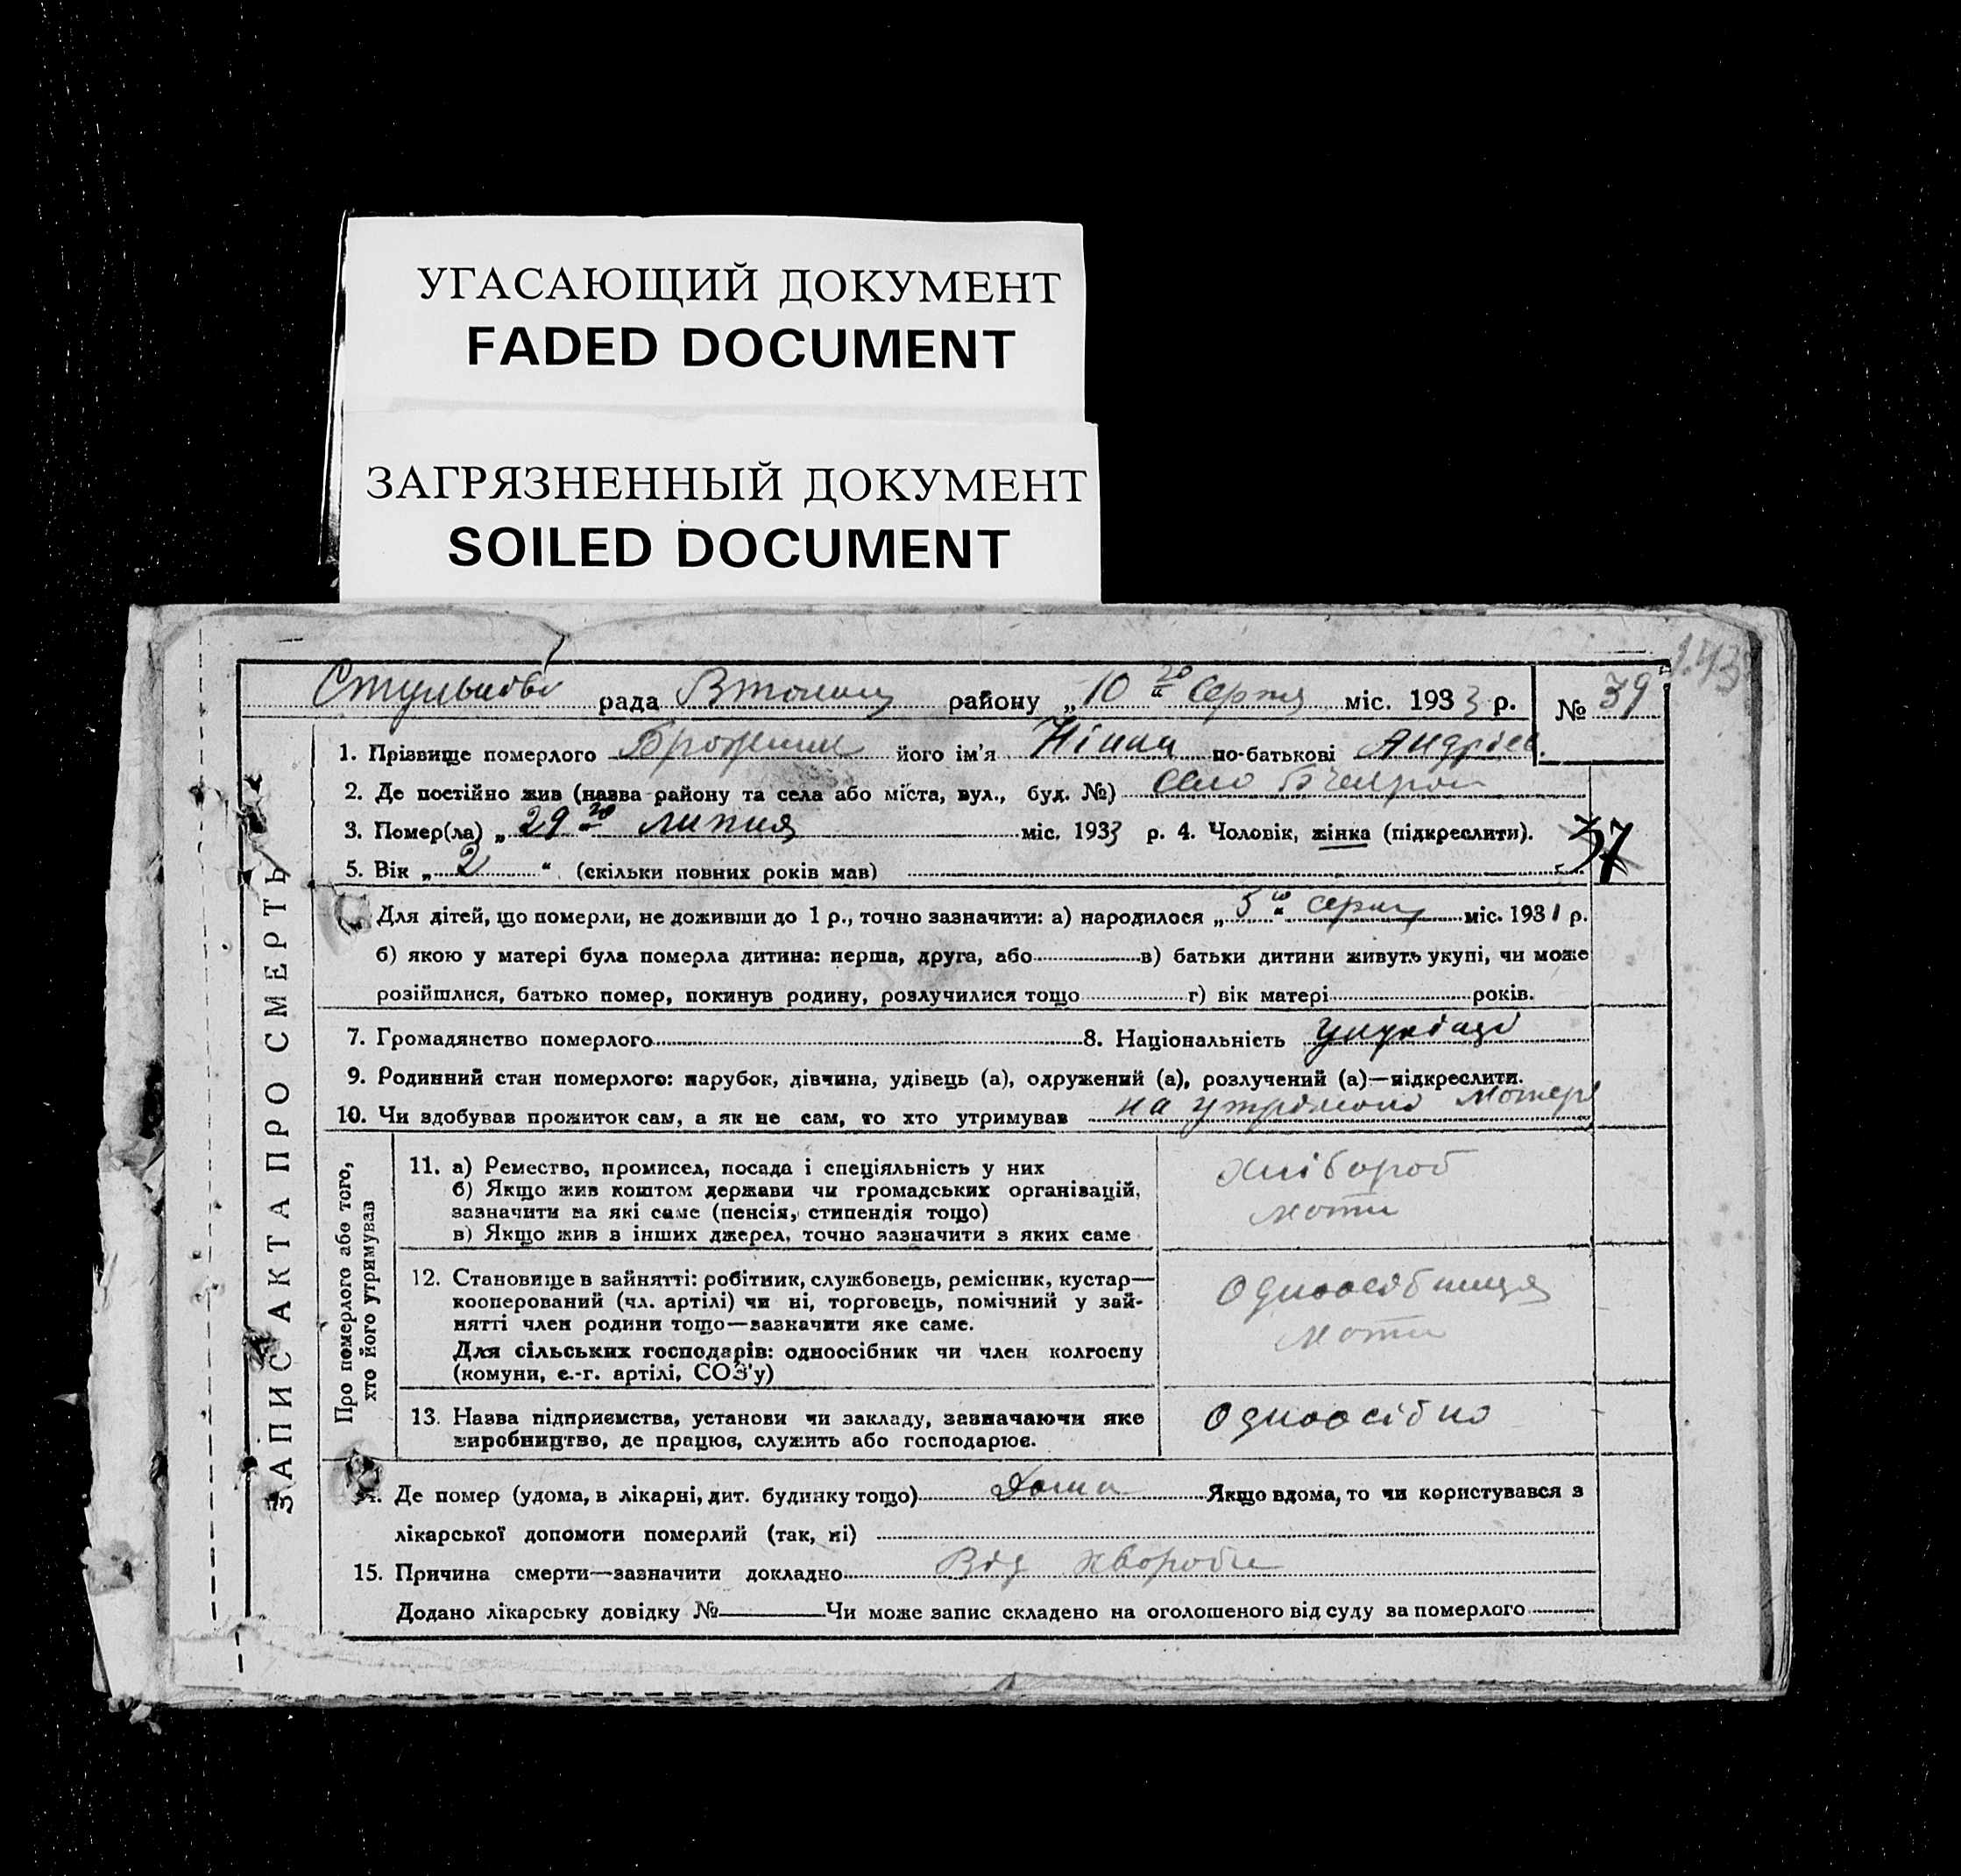 УГАСАЮЩИЙ ДОКУМЕНТ
FADED DOCUMENT
ЗАГРЯЗНЕННЫЙ ДОКУМЕНТ
SOILED DOCUMENT
рада району „10 го“ Серпня міс. 1933 р. № 39
ЗАПИС АКТА ПРО СМЕРТЬ
1. Прізвище померлого його ім'я Нінна по-батькові Андріев.
2. Де постійно жив (назва району та села або міста, вул., буд. №) село
3. Помер(ла) „29 го липня міс. 1933 р. 4. Чоловік, жінка (підкреслити).
37
5. Вік „2“ (скільки повних років мав)
Для дітей, що померли, не доживши до 1 р., точно зазначити: а) народилося „5 го“ серпня міс. 1931 р.
б) якою у матері була померла дитина: перша, друга, або в) батьки дитини живуть укупі, чи може
розійшлися, батько помер, покинув родину, розлучилися тощо г) вік матері років.
7. Громадянство померлого 8. Національність
9. Родинний стан померлого: парубок, дівчина, удівець (а), одружений (а), розлучений (а)—підкреслити.
10. Чи здобував прожиток сам, а як не сам, то хто утримував на утриманні матері
Про померлого або того,
хто його утримував
11. а) Ремество, промисел, посада і спеціяльність у них
б) Якщо жив коштом держави чи громадських організацій,
зазначити на які саме (пенсія, стипендія тощо)
в) Якщо жив з інших джерел, точно зазначити з яких саме
хлібороб
мати
12. Становище в зайнятті: робітник, службовець, ремісник, кустар—
кооперований (чл. артілі) чи ні, торговець, помічний у зай-
нятті член родини тощо—зазначити яке саме.
Для сільських господарів: одноосібник чи член колгоспу
(комуни, с.-г. артілі, СОЗ'у)
Одноосібниця
мати
13. Назва підприємства, установи чи закладу, зазначаючи яке
виробництво, де працює, служить або господарює.
Одноосібно
Де помер (удома, в лікарні, дит. будинку тощо) Дома Якщо вдома, то чи користувався з
лікарської допомоги померлий (так, ні)
15. Причина смерти—зазначити докладно Від хвороби
Додано лікарську довідку № Чи може запис складено на оголошеного від суду за померлого